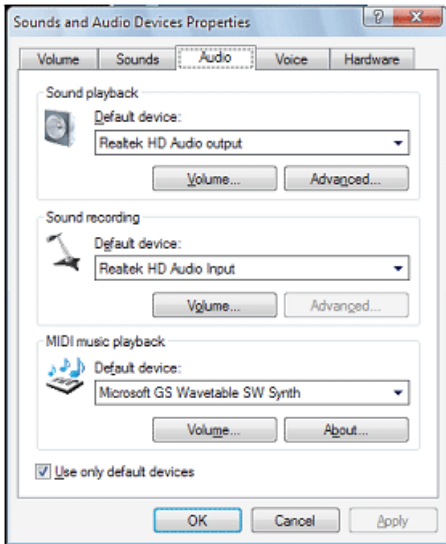 Sounds and Audio Devices Properties
?
Volume Sounds Audio Voice Hardware
Sound playback
Default device:
Realtek HD Audio output
Volume... Advanced...
Sound recording
Default device:
Realtek HD Audio Input
Volume... Advanced...
MIDI music playback
Default device:
Microsoft GS Wavetable SW Synth
Volume... About...
Use only default devices
OK Cancel Apply